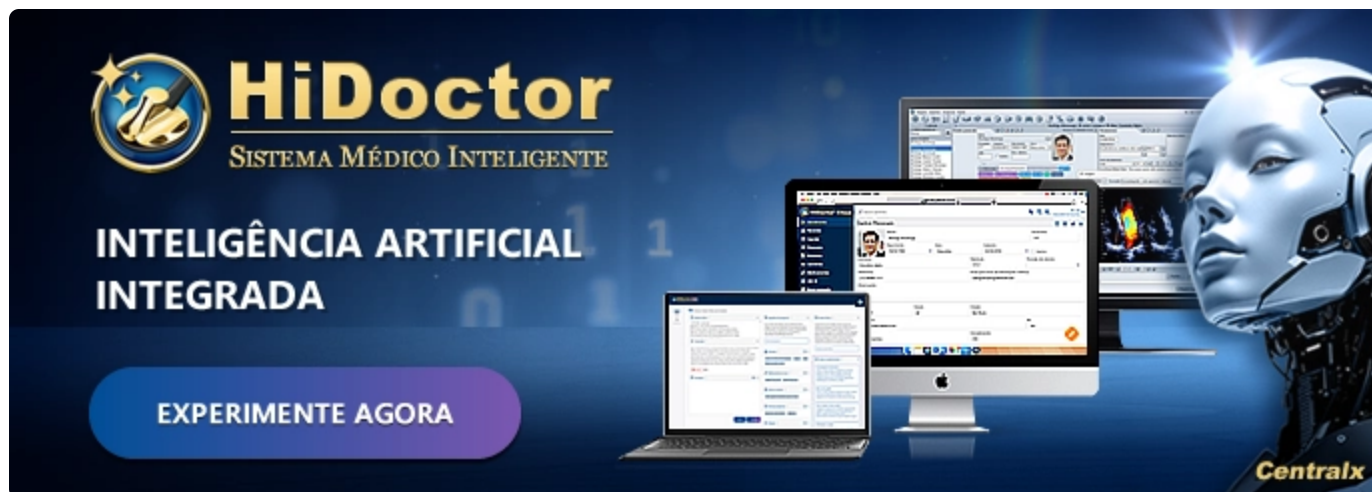 HiDoctor
SISTEMA MÉDICO INTELIGENTE
INTELIGÊNCIA ARTIFICIAL
INTEGRADA
EXPERIMENTE AGORA
Centralx